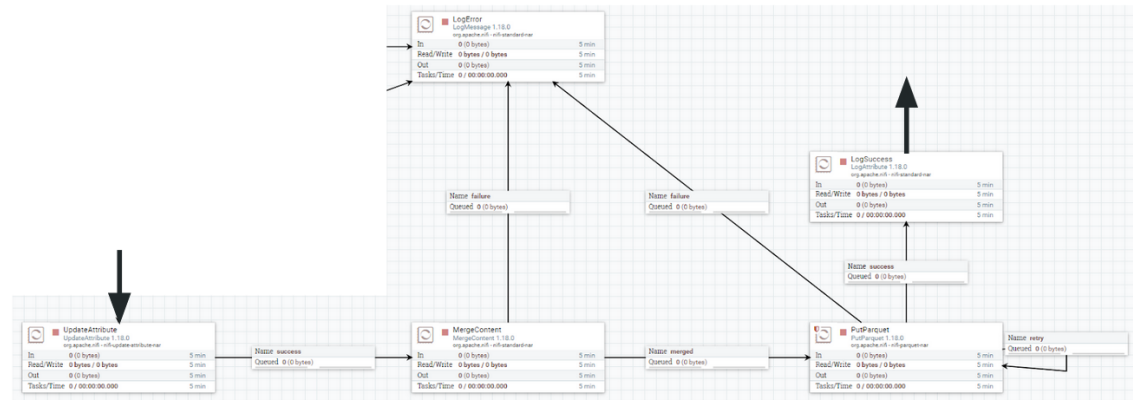 LogError
LogMessage 1.18.0
org.apache.nifi - nifi-standard-nar
In 0 (0 bytes) 5 min
Read/Write 0 bytes / 0 bytes 5 min
Out 0 (0 bytes) 5 min
Tasks/Time 0 / 00:00:00.000 5 min
LogSuccess
LogAttribute 1.18.0
org.apache.nifi - nifi-standard-nar
In 0 (0 bytes) 5 min
Read/Write 0 bytes / 0 bytes 5 min
Out 0 (0 bytes) 5 min
Tasks/Time 0 / 00:00:00.000 5 min
Name failure
Queued 0 (0 bytes)
Name failure
Queued 0 (0 bytes)
Name success
Queued 0 (0 bytes)
UpdateAttribute
UpdateAttribute 1.18.0
org.apache.nifi - nifi-update-attribute-nar
In 0 (0 bytes) 5 min
Read/Write 0 bytes / 0 bytes 5 min
Out 0 (0 bytes) 5 min
Tasks/Time 0 / 00:00:00.000 5 min
Name success
Queued 0 (0 bytes)
MergeContent
MergeContent 1.18.0
org.apache.nifi - nifi-standard-nar
In 0 (0 bytes) 5 min
Read/Write 0 bytes / 0 bytes 5 min
Out 0 (0 bytes) 5 min
Tasks/Time 0 / 00:00:00.000 5 min
Name merged
Queued 0 (0 bytes)
PutParquet
PutParquet 1.18.0
org.apache.nifi - nifi-parquet-nar
In 0 (0 bytes) 5 min
Read/Write 0 bytes / 0 bytes 5 min
Out 0 (0 bytes) 5 min
Tasks/Time 0 / 00:00:00.000 5 min
Name retry
Queued 0 (0 bytes)